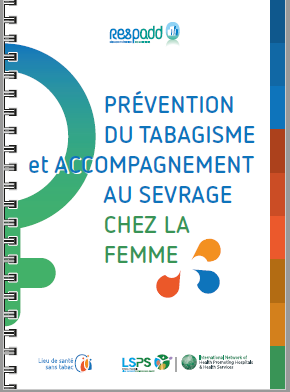 respadd
PRÉVENTION
DU TABAGISME
et ACCOMPAGNEMENT
AU SEVRAGE
CHEZ LA
FEMME
Lieu de santé
sans tabac
LSPS
International Network of
Health Promoting Hospitals
& Health Services